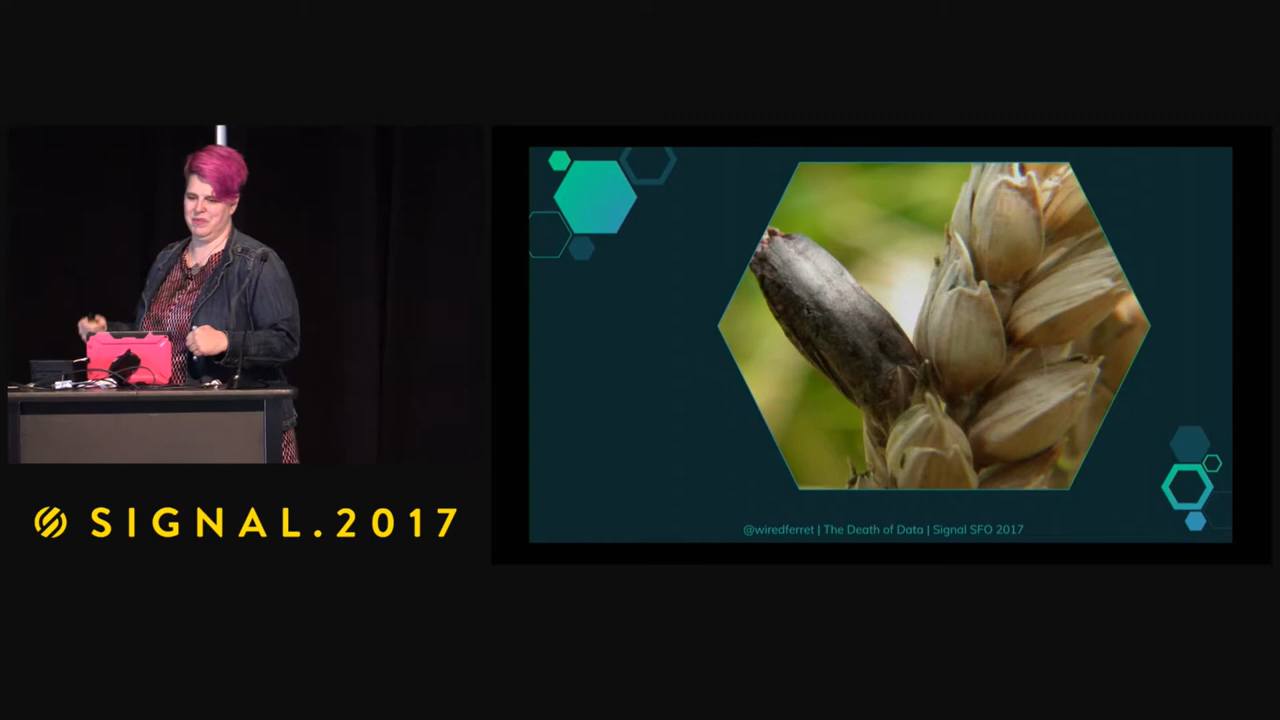 SIGNAL.2017
@wiredferret | The Death of Data | Signal SFO 2017